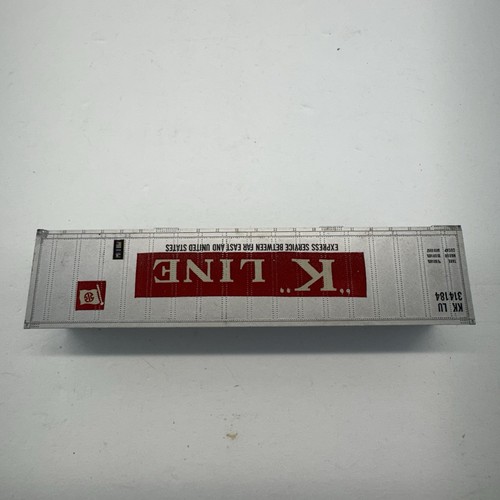 KK LU
314184
"K" LINE
EXPRESS SERVICE BETWEEN FAR EAST AND UNITED STATES